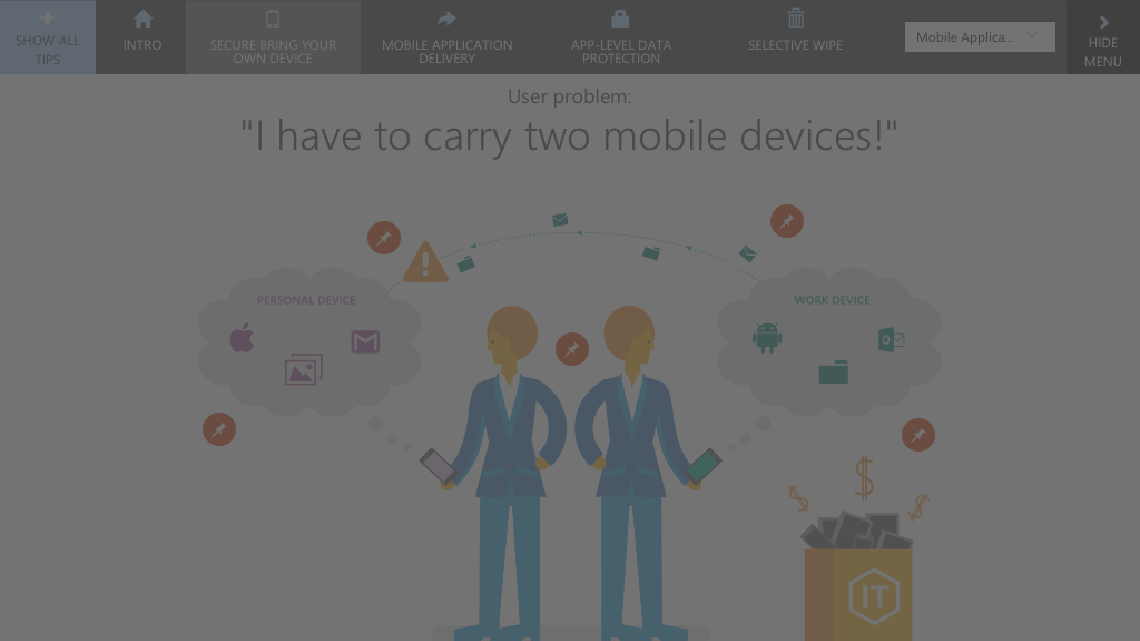 SHOW ALL
TIPS
INTRO
SECURE BRING YOUR
OWN DEVICE
MOBILE APPLICATION
DELIVERY
APP-LEVEL DATA
PROTECTION
SELECTIVE WIPE
Mobile Applica...
HIDE
MENU
User problem:
"I have to carry two mobile devices!"
PERSONAL DEVICE
WORK DEVICE
IT